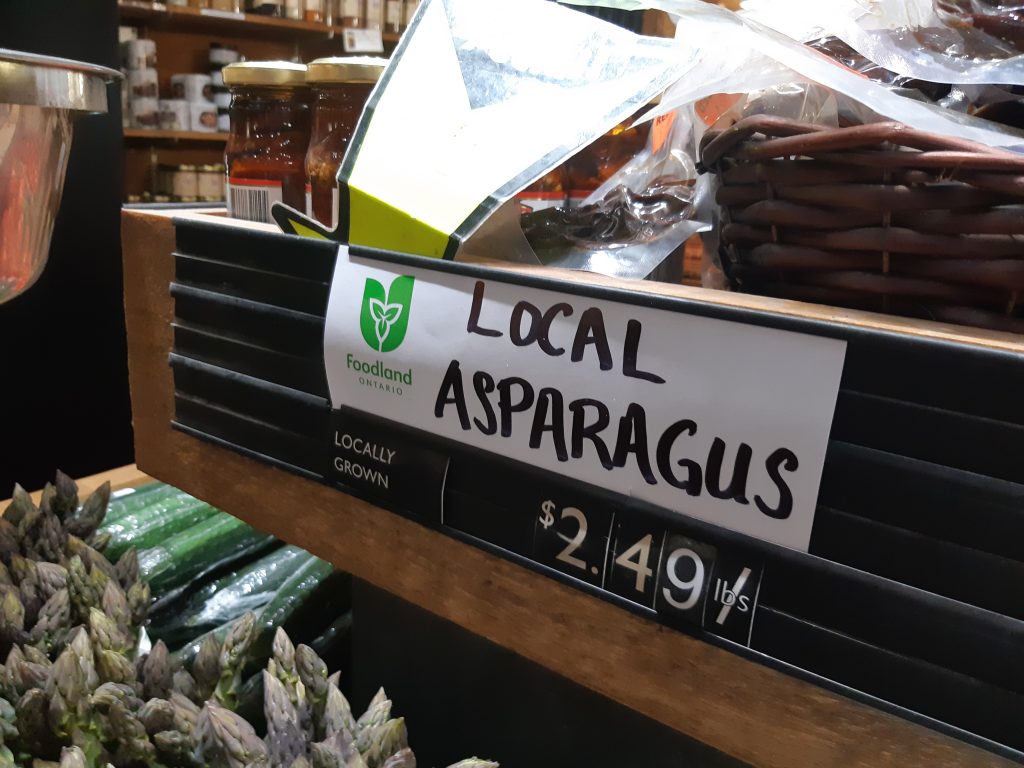 LOCAL
ASPARAGUS
Foodland
ONTARIO
LOCALLY
GROWN
$2.49/lbs